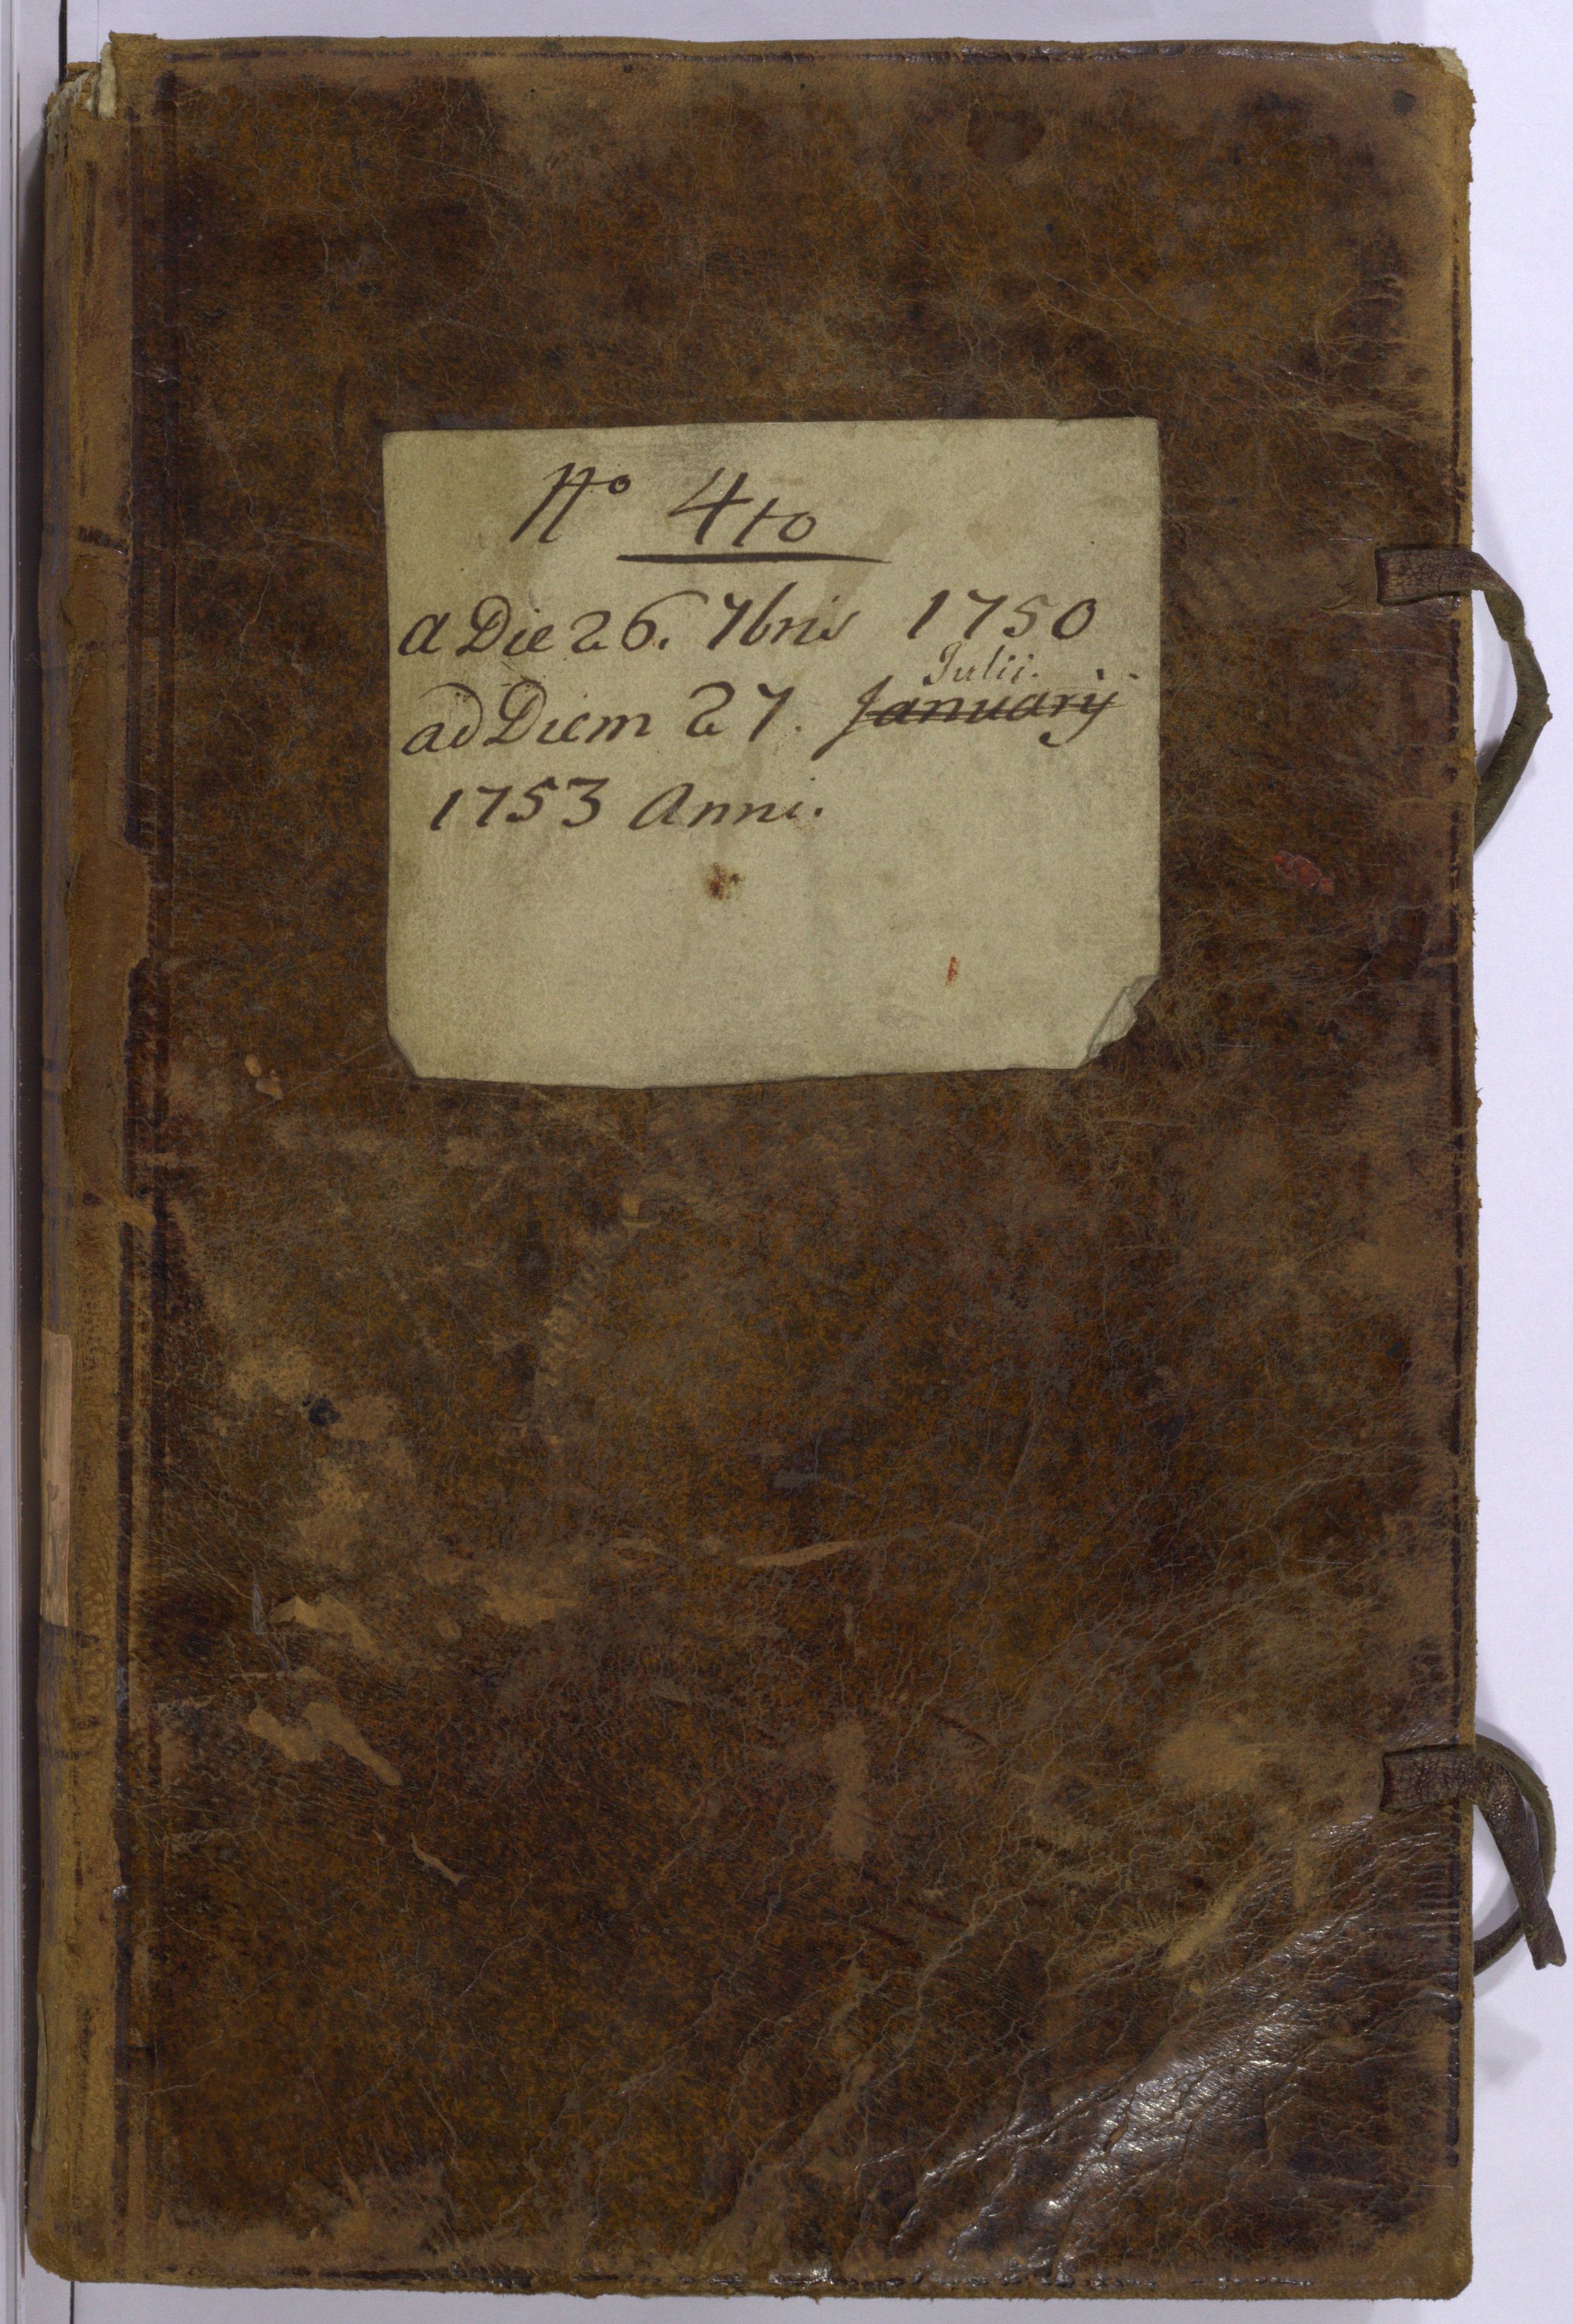 No 4to
a Die 26. 7bris 1750
Julii.
ad Diem 27. Januarij
1753 Anni.